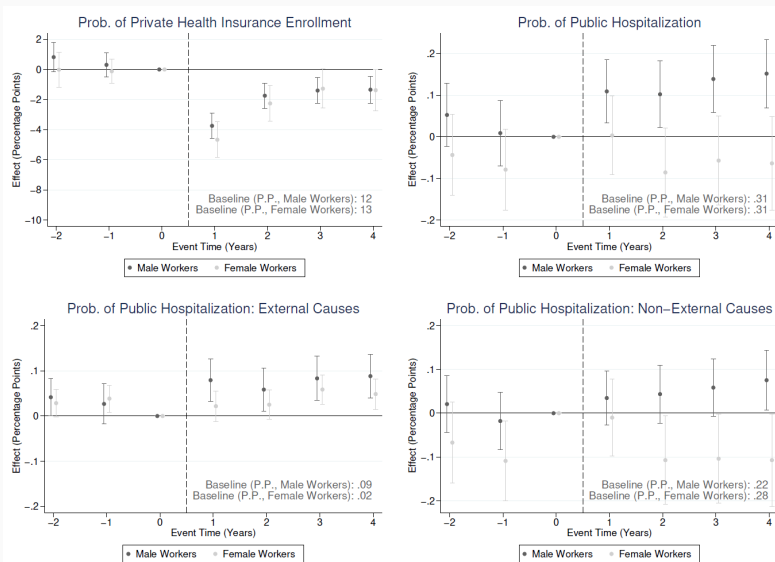 Prob. of Private Health Insurance Enrollment
Effect (Percentage Points)
2
0
−2
−4
−6
−8
−10
Baseline (P.P., Male Workers): 12
Baseline (P.P., Female Workers): 13
−2 −1 0 1 2 3 4
Event Time (Years)
Male Workers Female Workers
Prob. of Public Hospitalization
Effect (Percentage Points)
.2
.1
0
−.1
−.2
Baseline (P.P., Male Workers): .31
Baseline (P.P., Female Workers): .31
−2 −1 0 1 2 3 4
Event Time (Years)
Male Workers Female Workers
Prob. of Public Hospitalization: External Causes
Effect (Percentage Points)
.2
.1
0
−.1
−.2
Baseline (P.P., Male Workers): .09
Baseline (P.P., Female Workers): .02
−2 −1 0 1 2 3 4
Event Time (Years)
Male Workers Female Workers
Prob. of Public Hospitalization: Non−External Causes
Effect (Percentage Points)
.2
.1
0
−.1
−.2
Baseline (P.P., Male Workers): .22
Baseline (P.P., Female Workers): .28
−2 −1 0 1 2 3 4
Event Time (Years)
Male Workers Female Workers